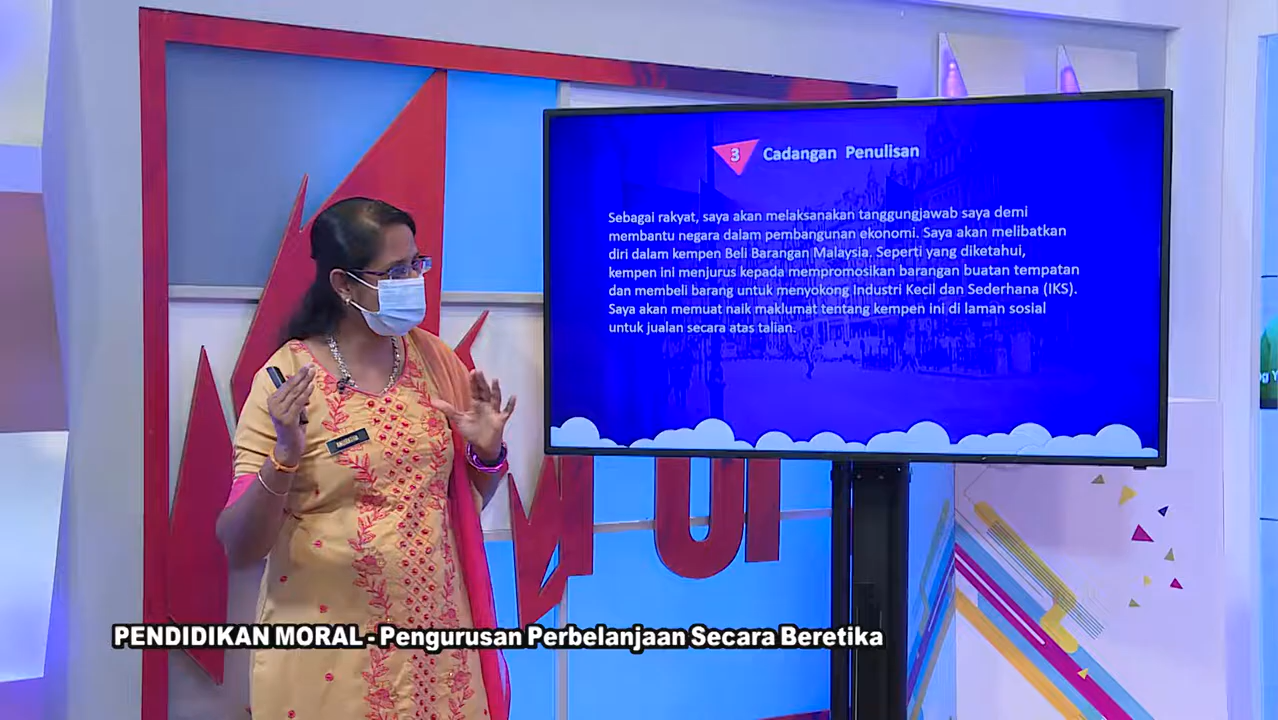 3 Cadangan Penulisan
Sebagai rakyat, saya akan melaksanakan tanggungjawab saya demi
membantu negara dalam pembangunan ekonomi. Saya akan melibatkan
diri dalam kempen Beli Barangan Malaysia. Seperti yang diketahui,
kempen ini menjurus kepada mempromosikan barangan buatan tempatan
dan membeli barang untuk menyokong Industri Kecil dan Sederhana (IKS).
Saya akan memuat naik maklumat tentang kempen ini di laman sosial
untuk jualan secara atas talian.
PENDIDIKAN MORAL - Pengurusan Perbelanjaan Secara Beretika